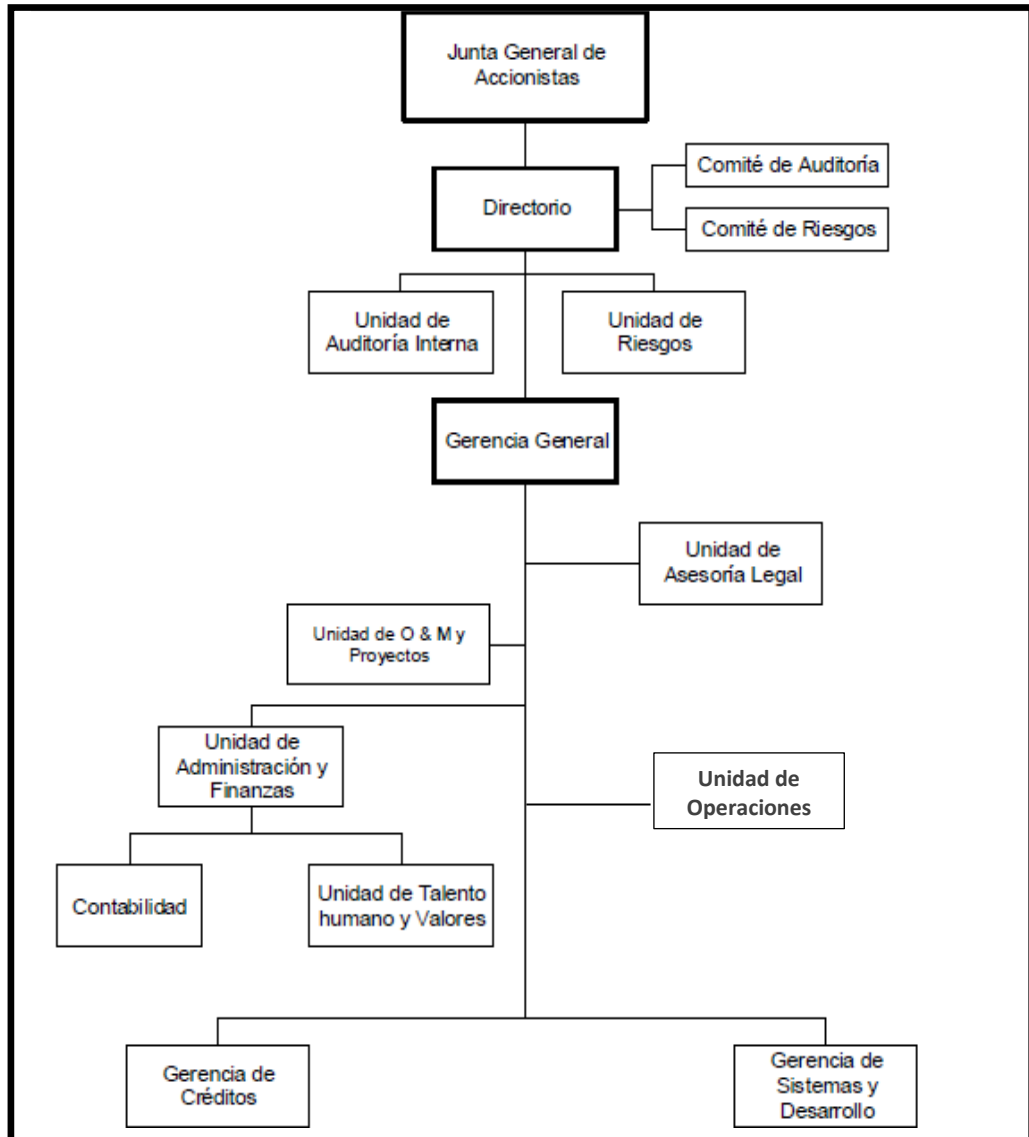 Junta General de
Accionistas
Comité de Auditoría
Directorio
Comité de Riesgos
Unidad de
Auditoría Interna
Unidad de
Riesgos
Gerencia General
Unidad de
Asesoría Legal
Unidad de O & M y
Proyectos
Unidad de
Administración y
Finanzas
Unidad de
Operaciones
Contabilidad
Unidad de Talento
humano y Valores
Gerencia de
Créditos
Gerencia de
Sistemas y
Desarrollo